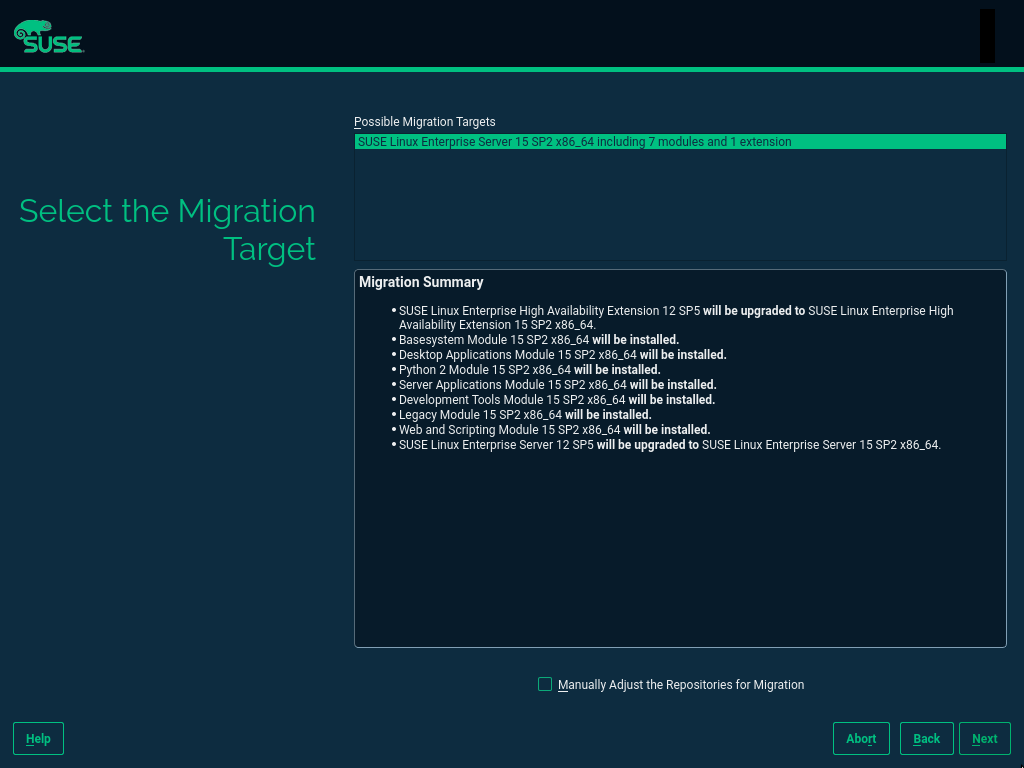 SUSE
Possible Migration Targets
SUSE Linux Enterprise Server 15 SP2 x86_64 including 7 modules and 1 extension
Select the Migration
Target
Migration Summary
• SUSE Linux Enterprise High Availability Extension 12 SP5 will be upgraded to SUSE Linux Enterprise High
Availability Extension 15 SP2 x86_64.
• Basesystem Module 15 SP2 x86_64 will be installed.
• Desktop Applications Module 15 SP2 x86_64 will be installed.
• Python 2 Module 15 SP2 x86_64 will be installed.
• Server Applications Module 15 SP2 x86_64 will be installed.
• Development Tools Module 15 SP2 x86_64 will be installed.
• Legacy Module 15 SP2 x86_64 will be installed.
• Web and Scripting Module 15 SP2 x86_64 will be installed.
• SUSE Linux Enterprise Server 12 SP5 will be upgraded to SUSE Linux Enterprise Server 15 SP2 x86_64.
Manually Adjust the Repositories for Migration
Help
Abort
Back
Next